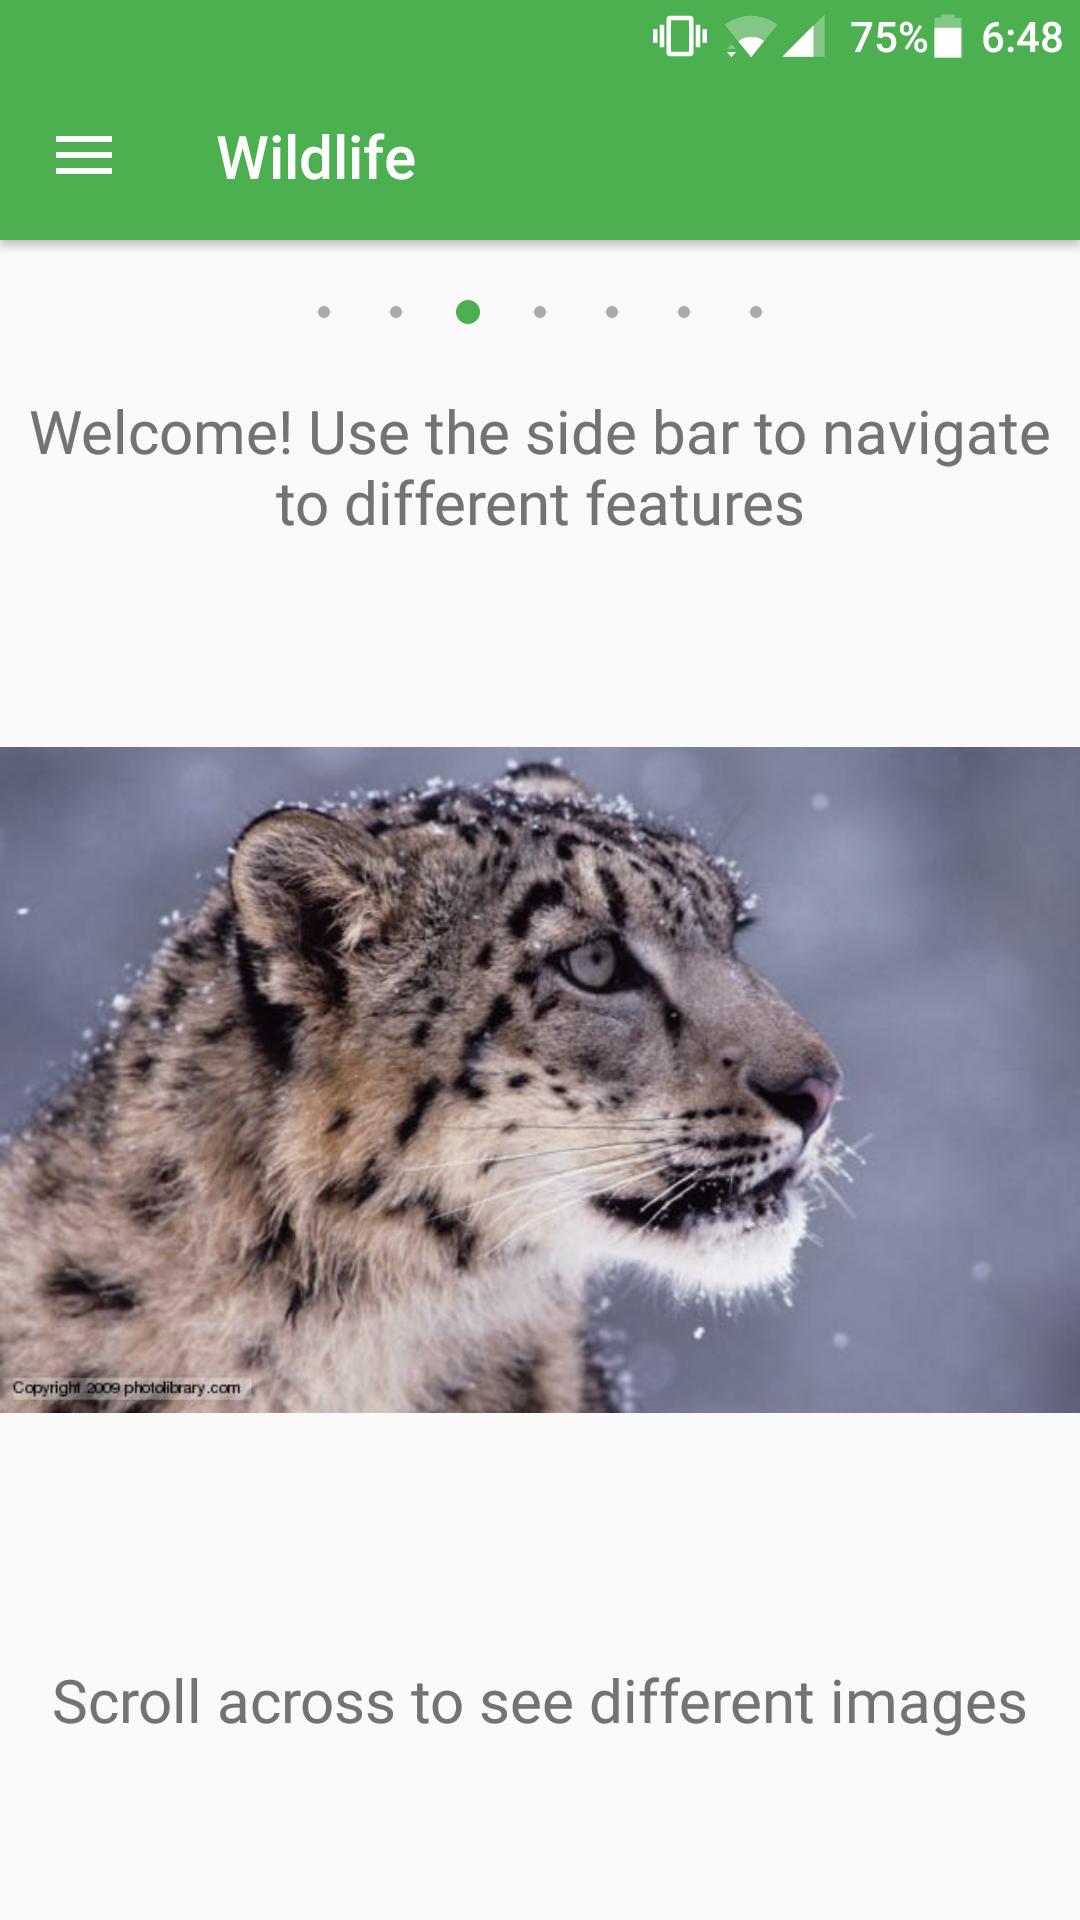 75% 6:48
Wildlife
Welcome! Use the side bar to navigate
to different features
Copyright 2009 photolibrary.com
Scroll across to see different images